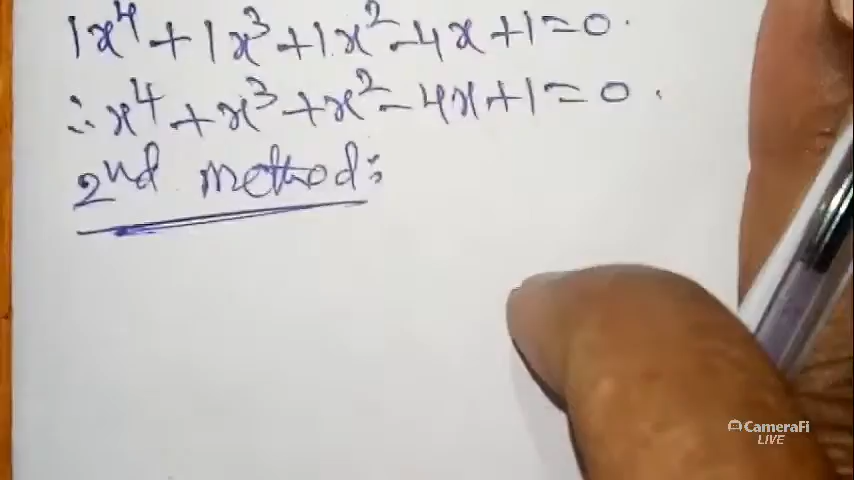 1x⁴ + 1x³ + 1x² - 4x + 1 = 0.
∴ x⁴ + x³ + x² - 4x + 1 = 0.
2nd method:
CameraFi
LIVE